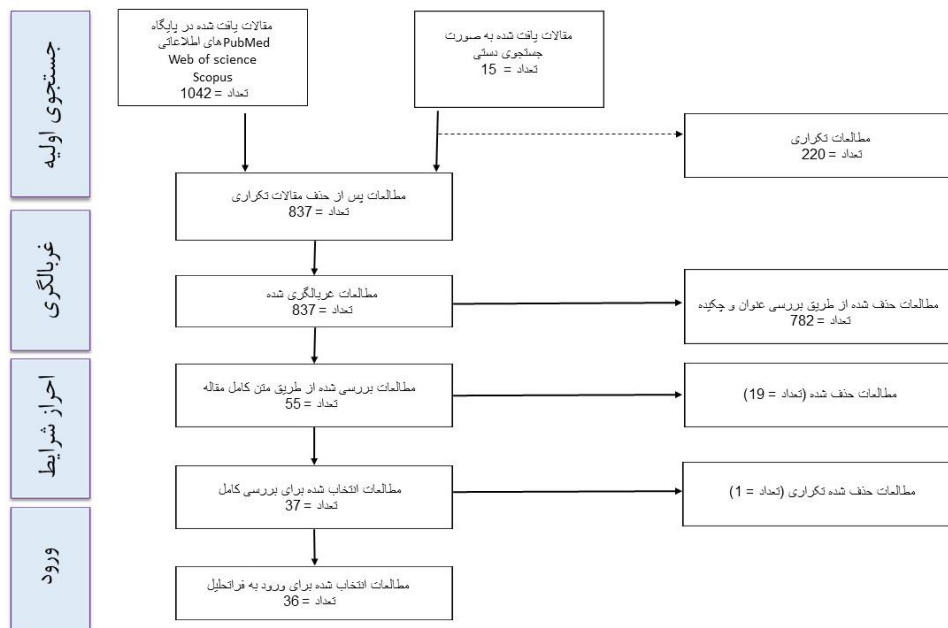 جستجوی اولیه
مقالات یافت شده در پایگاه
های اطلاعاتی PubMed
Web of science
Scopus
تعداد = 1042
مقالات یافت شده به صورت
جستجوی دستی
تعداد = 15
مطالعات تکراری
تعداد = 220
مطالعات پس از حذف مقالات تکراری
تعداد = 837
غربالگری
مطالعات غربالگری شده
تعداد = 837
مطالعات حذف شده از طریق بررسی عنوان و چکیده
تعداد = 782
احراز شرایط
مطالعات بررسی شده از طریق متن کامل مقاله
تعداد = 55
مطالعات حذف شده (تعداد = 19)
مطالعات انتخاب شده برای بررسی کامل
تعداد = 37
مطالعات حذف شده تکراری (تعداد = 1)
ورود
مطالعات انتخاب شده برای ورود به فراتحلیل
تعداد = 36